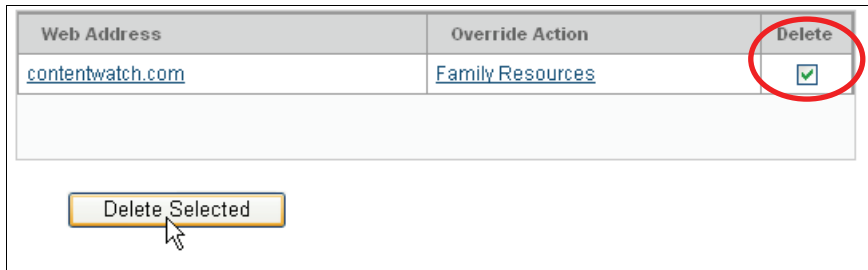 Web Address Override Action Delete
contentwatch.com Family Resources
Delete Selected